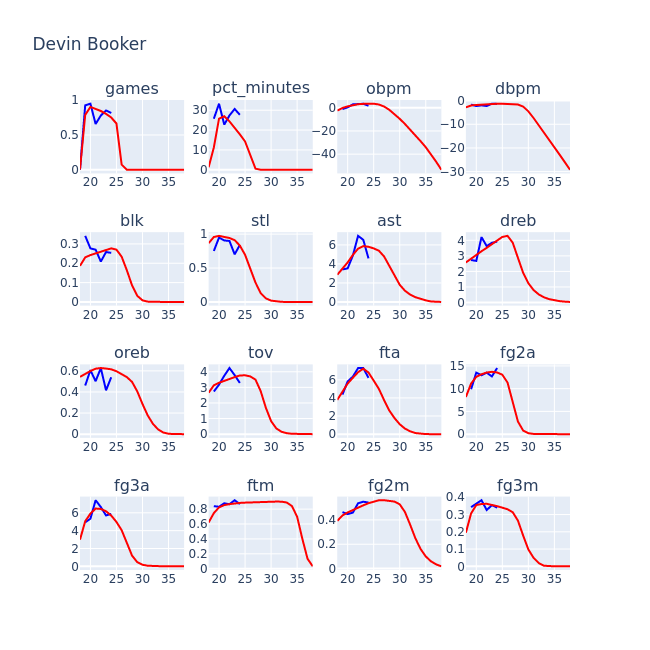 Devin Booker
games pct_minutes obpm dbpm
1 0.5 0 20 25 30 35
30 20 10 0 20 25 30 35
0 −20 −40 20 25 30 35
0 −10 −20 −30 20 25 30 35
blk stl ast dreb
0.3 0.2 0.1 0 20 25 30 35
1 0.5 0 20 25 30 35
6 4 2 0 20 25 30 35
4 3 2 1 0 20 25 30 35
oreb tov fta fg2a
0.6 0.4 0.2 0 20 25 30 35
4 3 2 1 0 20 25 30 35
6 4 2 0 20 25 30 35
15 10 5 0 20 25 30 35
fg3a ftm fg2m fg3m
6 4 2 0 20 25 30 35
0.8 0.6 0.4 0.2 0 20 25 30 35
0.4 0.2 0 20 25 30 35
0.4 0.3 0.2 0.1 0 20 25 30 35